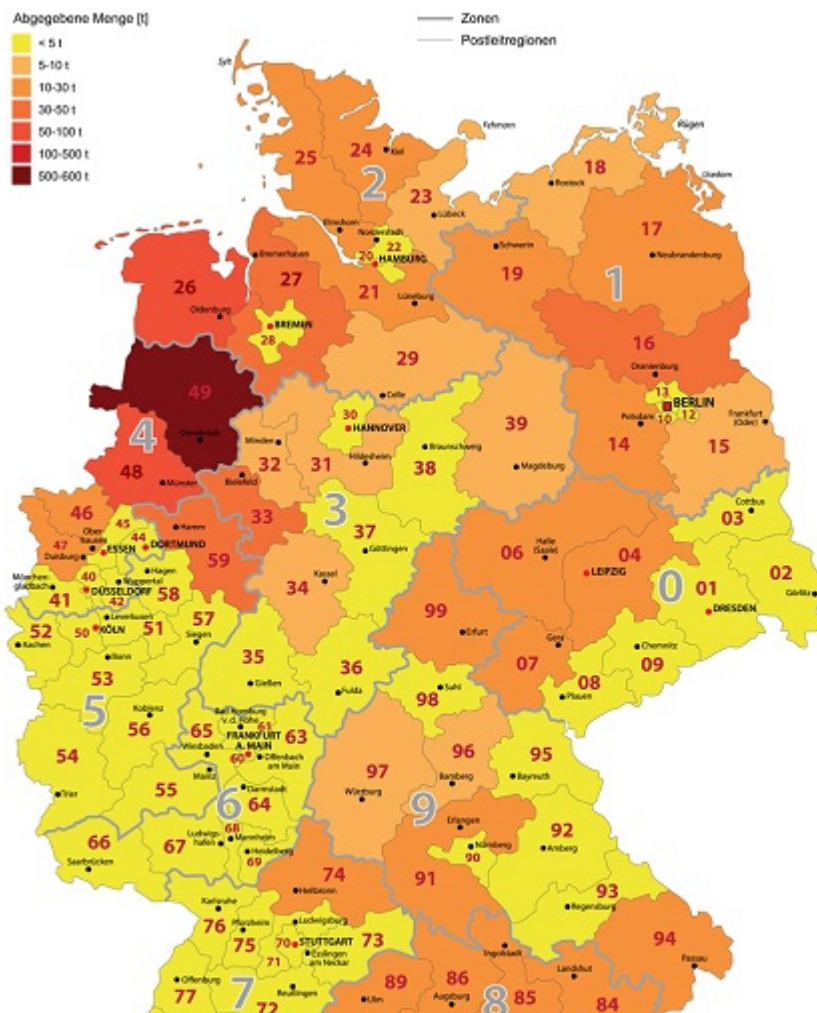 Abgegebene Menge [t]
< 5 t
5-10 t
10-30 t
30-50 t
50-100 t
100-500 t
500-600 t
Zonen
Postleitregionen
Sylt
Fehmarn
Rügen
Usedom
25
24
Kiel
2
23
Lübeck
18
Rostock
17
Neubrandenburg
Elmshorn
Norderstedt
22
20
HAMBURG
Schwerin
19
1
Bremerhaven
26
Oldenburg
27
21
Lüneburg
BREMEN
28
29
Celle
16
Oranienburg
13
BERLIN
10
12
Potsdam
Frankfurt
(Oder)
14
15
49
Osnabrück
4
48
Münster
30
HANNOVER
Minden
32
31
Hildesheim
Bielefeld
Braunschweig
38
39
Magdeburg
46
45
Ober-
hausen
47
Duisburg
ESSEN
44
DORTMUND
Hamm
33
3
37
Göttingen
59
Cottbus
03
Halle
(Saale)
06
04
LEIPZIG
0
01
DRESDEN
02
Görlitz
Mönchen-
gladbach
40
DÜSSELDORF
41
42
Wuppertal
Hagen
58
34
Kassel
99
Erfurt
Gera
07
Chemnitz
09
08
Plauen
52
Aachen
50
KÖLN
Leverkusen
51
57
Siegen
Bonn
53
5
35
Gießen
36
Fulda
98
Suhl
Koblenz
56
54
Trier
55
65
Wiesbaden
Mainz
Bad Homburg
v. d. Höhe
61
FRANKFURT
A. MAIN
60
63
Offenbach
am Main
Darmstadt
64
6
97
Würzburg
96
Bamberg
9
95
Bayreuth
66
Saarbrücken
67
Ludwigs-
hafen
68
Mannheim
Heidelberg
69
Erlangen
Nürnberg
90
91
92
Amberg
93
Regensburg
74
Heilbronn
Karlsruhe
76
Pforzheim
75
Ludwigsburg
70
STUTTGART
71
Esslingen
am Neckar
73
94
Passau
Ingolstadt
Landshut
Offenburg
77
7
Reutlingen
72
89
Ulm
86
Augsburg
8
85
84